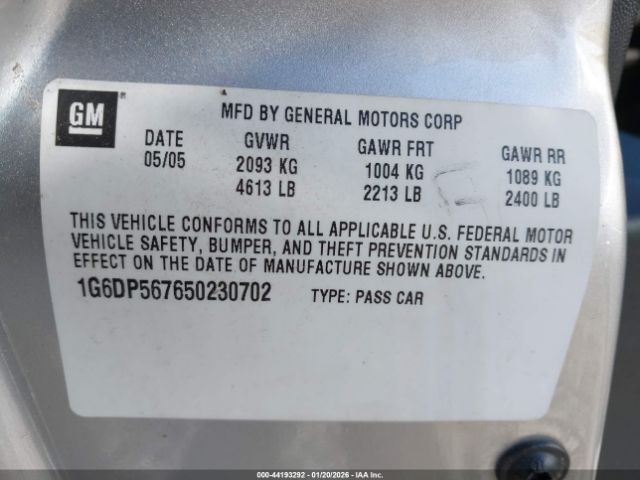 GM
MFD BY GENERAL MOTORS CORP
DATE GVWR GAWR FRT GAWR RR
05/05 2093 KG 1004 KG 1089 KG
4613 LB 2213 LB 2400 LB
THIS VEHICLE CONFORMS TO ALL APPLICABLE U.S. FEDERAL MOTOR
VEHICLE SAFETY, BUMPER, AND THEFT PREVENTION STANDARDS IN
EFFECT ON THE DATE OF MANUFACTURE SHOWN ABOVE.
1G6DP567650230702 TYPE: PASS CAR
000-44193292 | 01/20/2026 - IAA Inc.